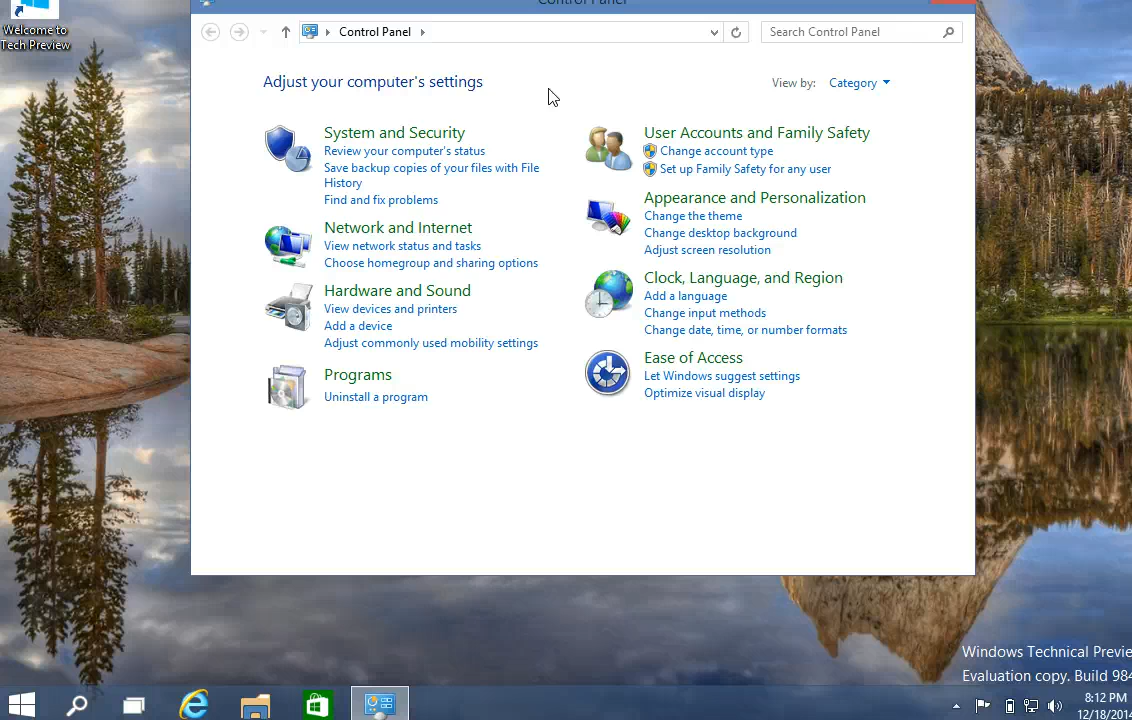 Welcome to
Tech Preview
Control Panel
Control Panel
Search Control Panel
Adjust your computer's settings
View by: Category
System and Security
Review your computer's status
Save backup copies of your files with File
History
Find and fix problems
Network and Internet
View network status and tasks
Choose homegroup and sharing options
Hardware and Sound
View devices and printers
Add a device
Adjust commonly used mobility settings
Programs
Uninstall a program
User Accounts and Family Safety
Change account type
Set up Family Safety for any user
Appearance and Personalization
Change the theme
Change desktop background
Adjust screen resolution
Clock, Language, and Region
Add a language
Change input methods
Change date, time, or number formats
Ease of Access
Let Windows suggest settings
Optimize visual display
Windows Technical Previe
Evaluation copy. Build 984
8:12 PM
12/18/2014